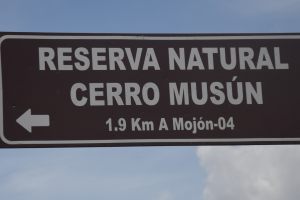 RESERVA NATURAL
CERRO MUSÚN
1.9 Km A Mojón-04